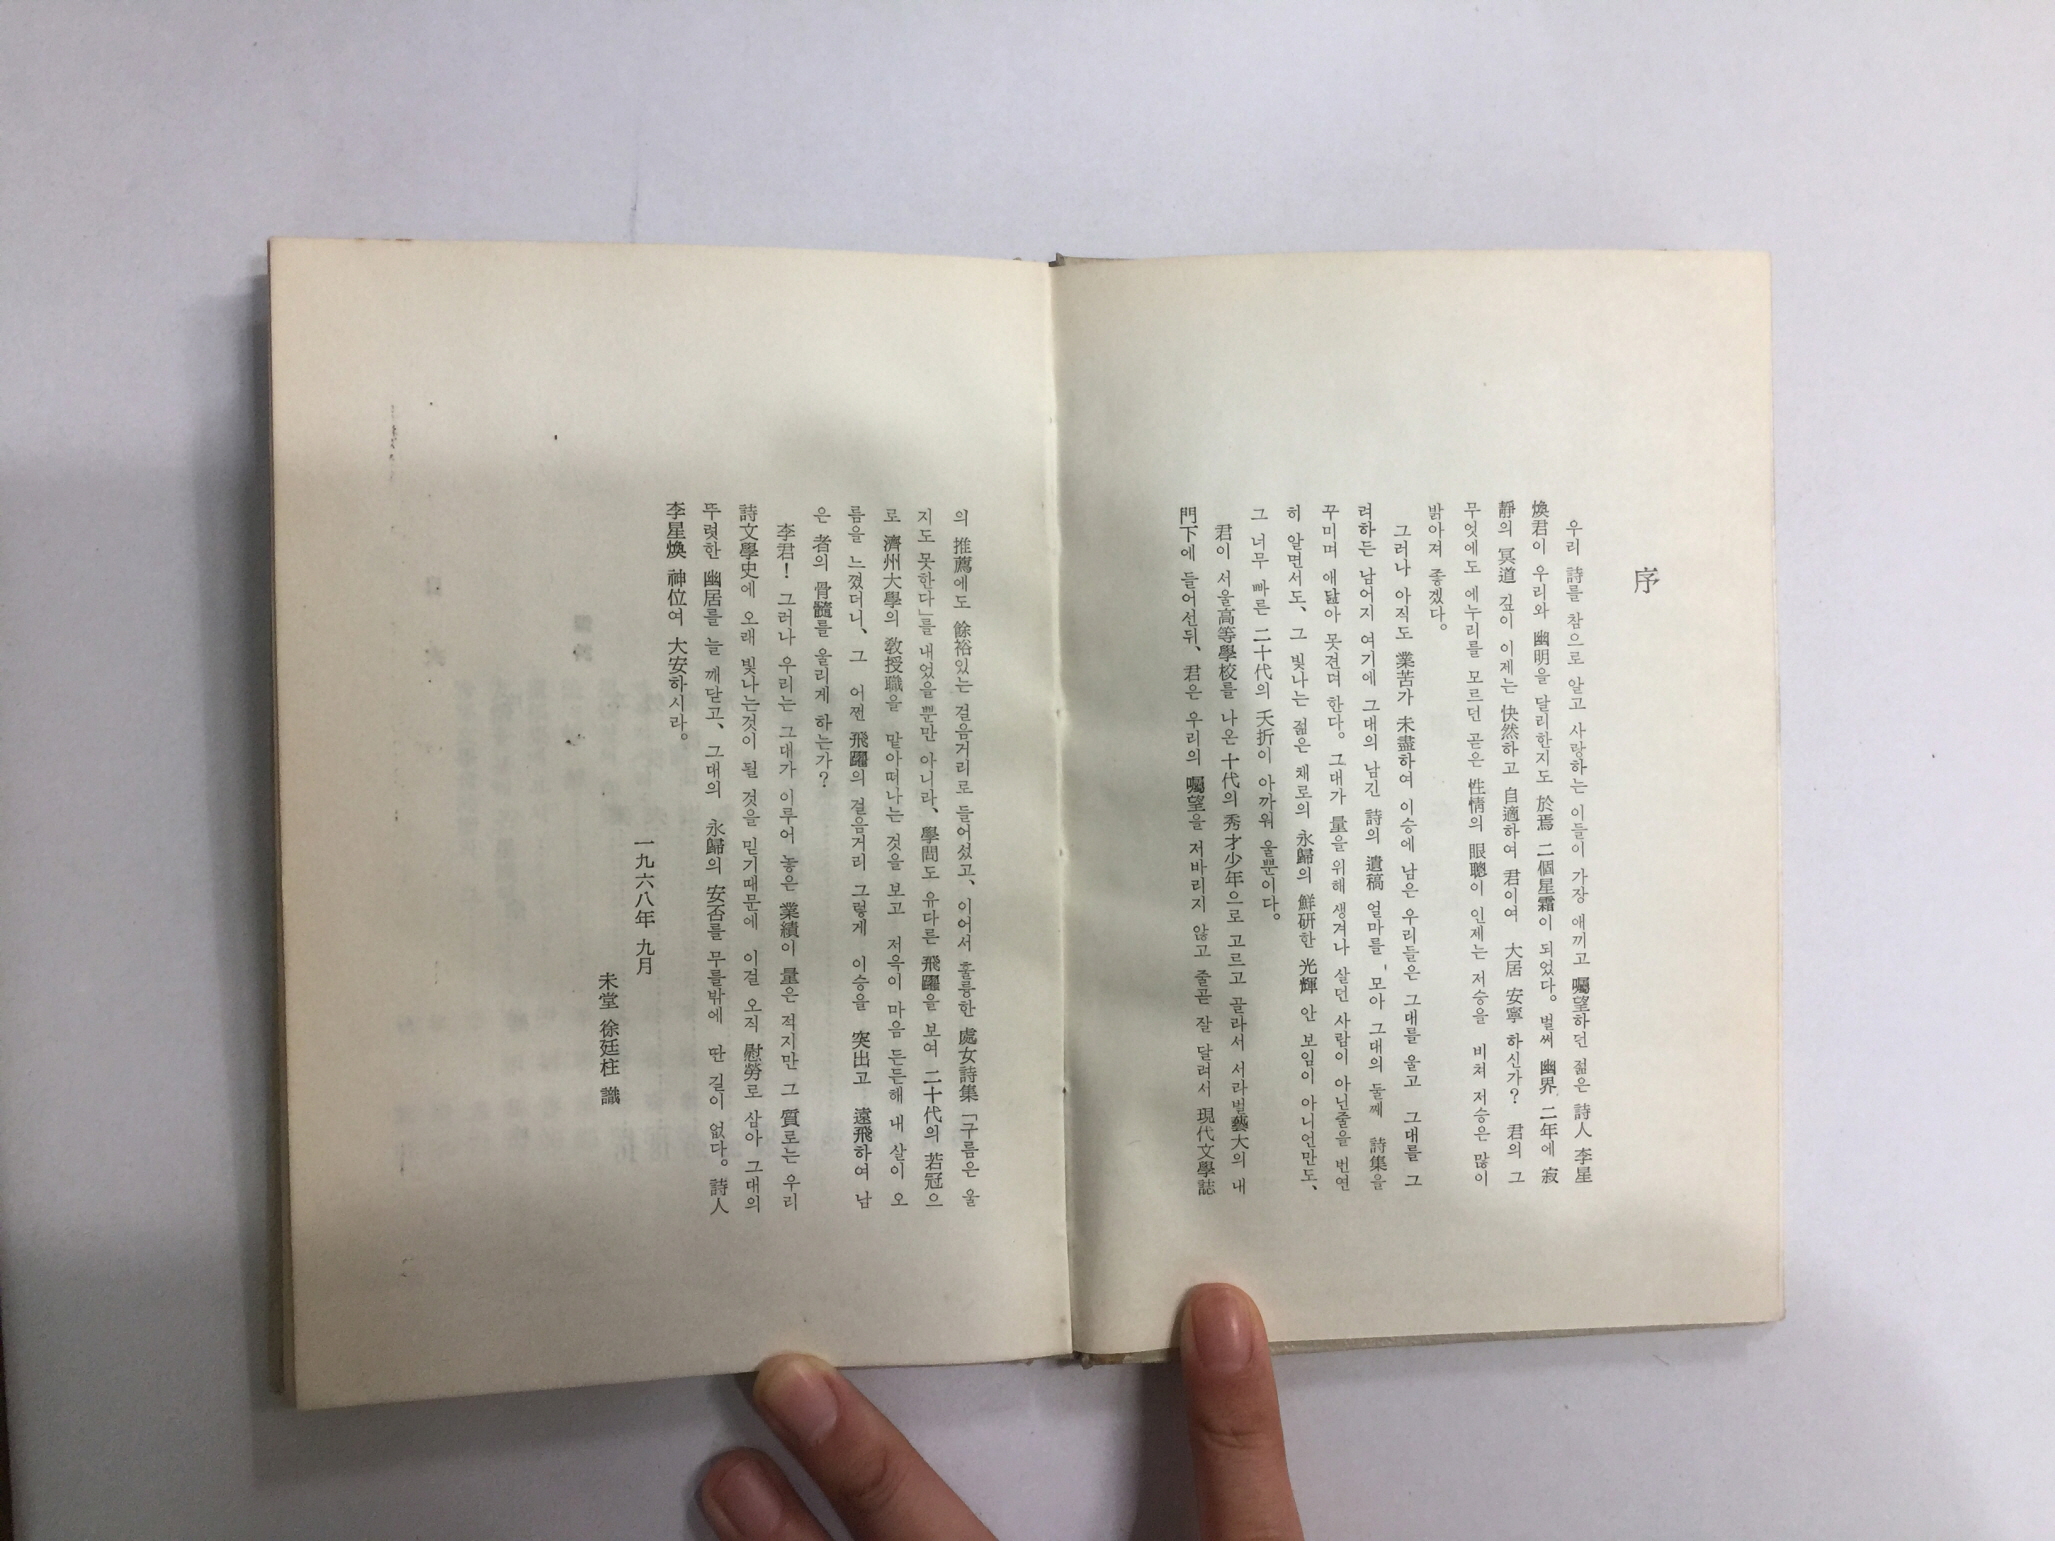 序
우리 詩를 참으로 알고 사랑하는 이들이 가장 애끼고 囑望하던 젊은 詩人 李星
煥君이 우리와 幽明을 달리한지도 於焉 二個星霜이 되었다。 벌써 幽界 二年에 寂
靜의 冥道 깊이 이제는 快然하고 自適하여 君이여 大居 安寧 하신가? 君의 그
무엇에도 에누리를 모르던 곧은 性情의 眼聰이 인제는 저승을 비쳐 저승은 많이
밝아져 좋겠다。
그러나 아직도 業苦가 未盡하여 이승에 남은 우리들은 그대를 울고 그대를 그
려하든 남어지 여기에 그대의 남긴 詩의 遺稿 얼마를 모아 그대의 둘째 詩集을
꾸미며 애닯아 못견뎌 한다。 그대가 量을 위해 생겨나 살던 사람이 아닌줄을 번연
히 알면서도、 그 빛나는 젊은 채로의 永歸의 鮮硏한 光輝 안 보임이 아니언만도、
그 너무 빠른 二十代의 夭折이 아까워 울뿐이다。
君이 서울高等學校를 나온 十代의 秀才少年으로 고르고 골라서 서라벌藝大의 내
門下에 들어선뒤、 君은 우리의 囑望을 저바리지 않고 줄곧 잘 달려서 現代文學誌
의 推薦에도 餘裕있는 걸음거리로 들어섰고、 이어서 훌륭한 處女詩集 「구름은 울
지도 못한다」를 내었을 뿐만 아니라、 學問도 유다른 飛躍을 보여 二十代의 若冠으
로 濟州大學의 敎授職을 맡아떠나는 것을 보고 저윽이 마음 든든해 내 살이 오
름을 느꼈더니、 그 어쩐 飛躍의 걸음거리 그렇게 이승을 突出고 遠飛하여 남
은 者의 骨髓를 울리게 하는가?
李君! 그러나 우리는 그대가 이루어 놓은 業績이 量은 적지만 그 質로는 우리
詩文學史에 오래 빛나는것이 될 것을 믿기때문에 이걸 오직 慰勞로 삼아 그대의
뚜렷한 幽居를 늘 깨닫고、 그대의 永歸의 安否를 무를밖에 딴 길이 없다。 詩人
李星煥 神位여 大安하시라。
一九六八年 九月
未堂 徐廷柱 識